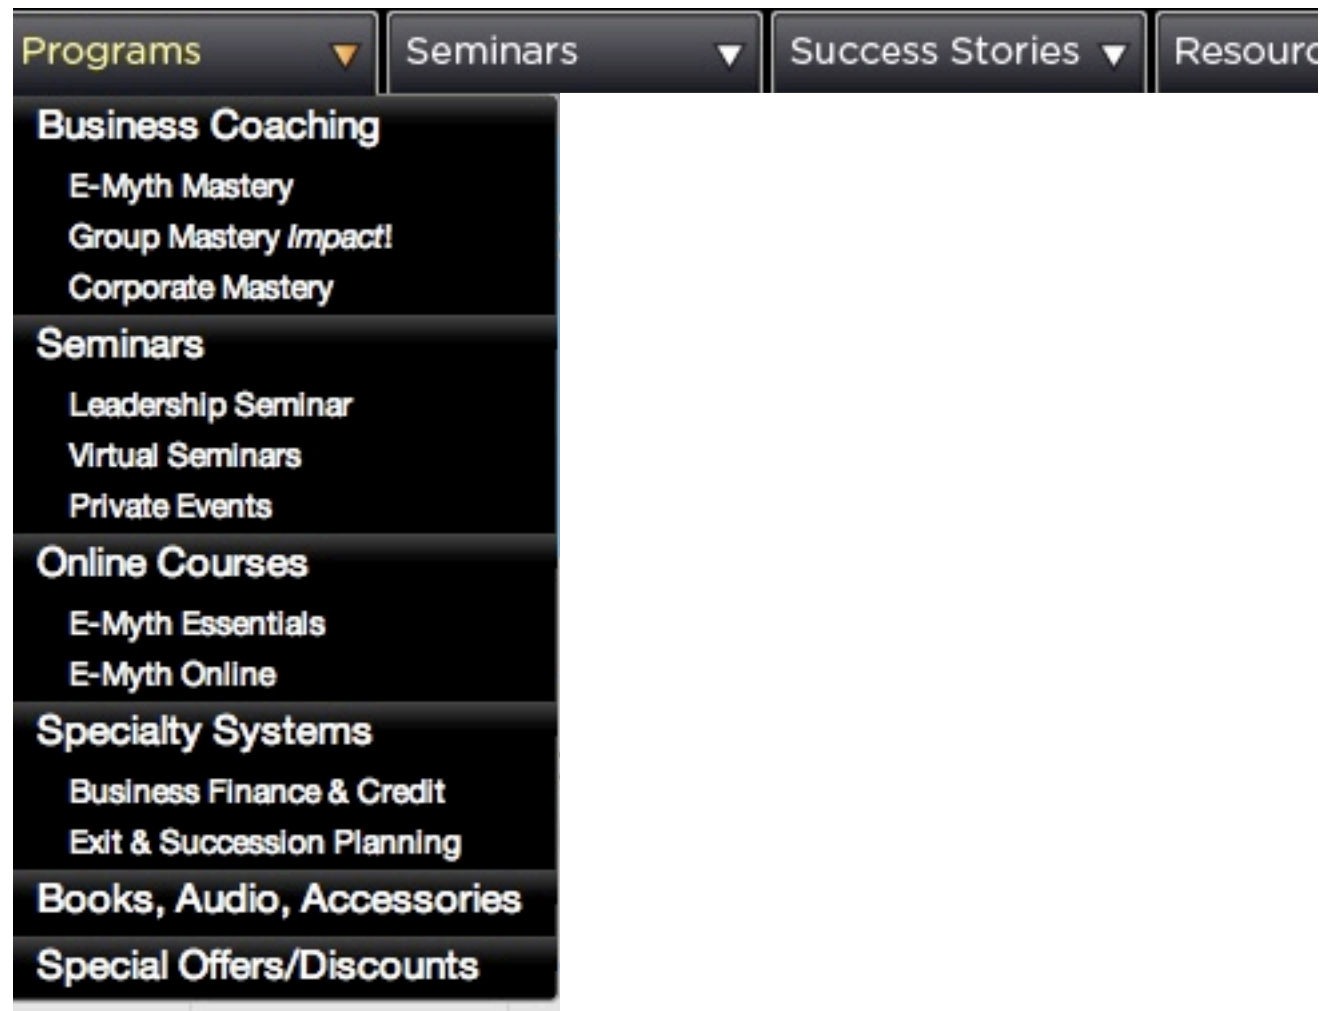 Programs Seminars Success Stories Resourc
Business Coaching
E-Myth Mastery
Group Mastery Impact!
Corporate Mastery
Seminars
Leadership Seminar
Virtual Seminars
Private Events
Online Courses
E-Myth Essentials
E-Myth Online
Specialty Systems
Business Finance & Credit
Exit & Succession Planning
Books, Audio, Accessories
Special Offers/Discounts